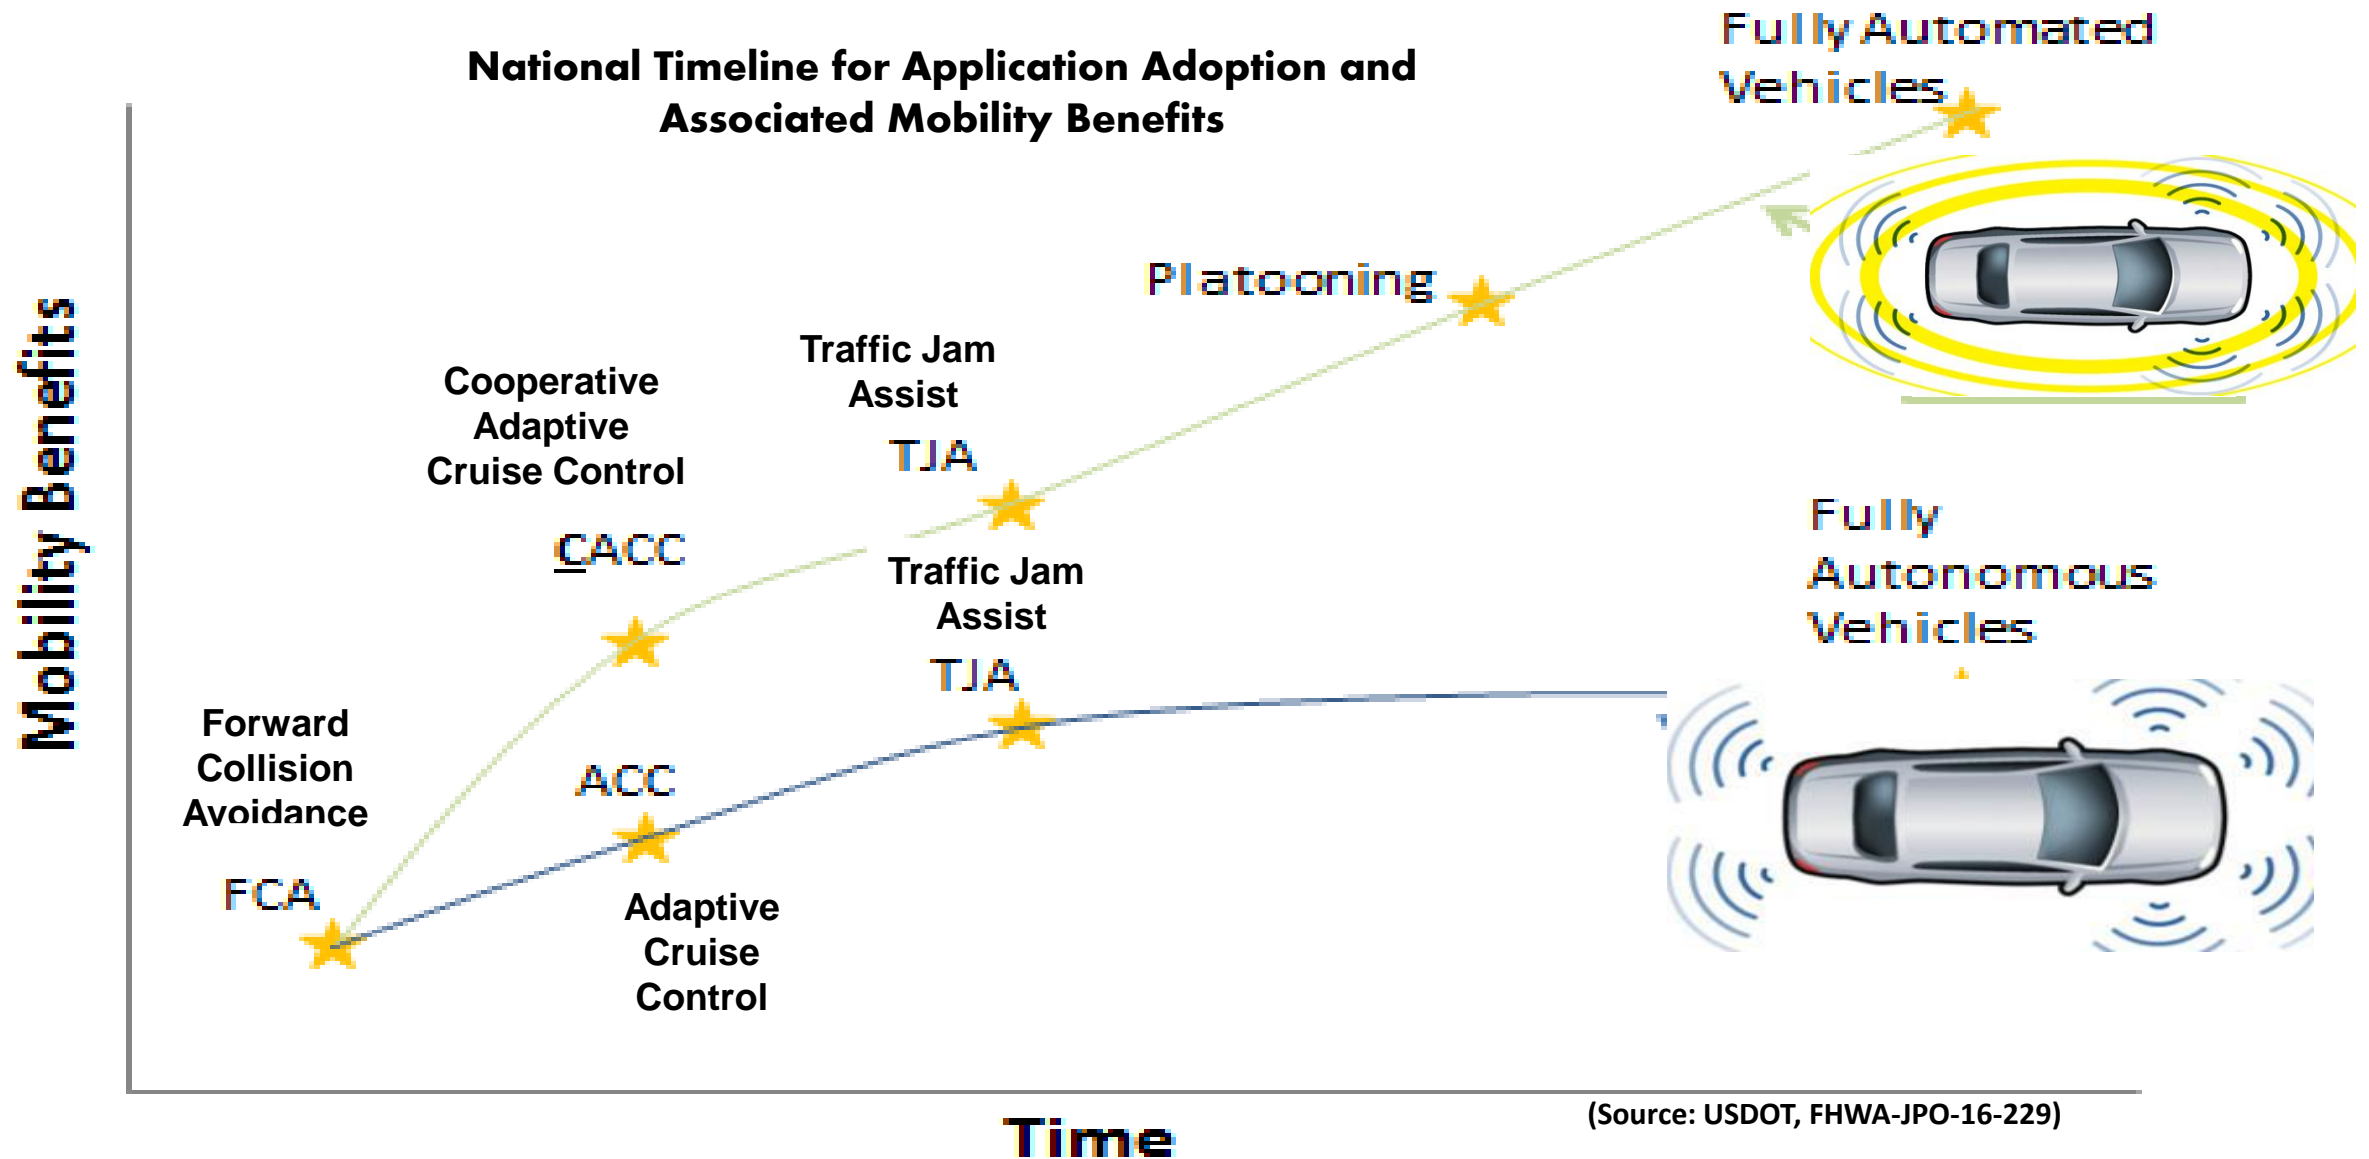 National Timeline for Application Adoption and
Associated Mobility Benefits
Fully Automated
Vehicles
Platooning
Traffic Jam
Assist
TJA
Cooperative
Adaptive
Cruise Control
CACC
Fully
Autonomous
Vehicles
Traffic Jam
Assist
TJA
Forward
Collision
Avoidance
FCA
ACC
Adaptive
Cruise
Control
Mobility Benefits
Time
(Source: USDOT, FHWA-JPO-16-229)